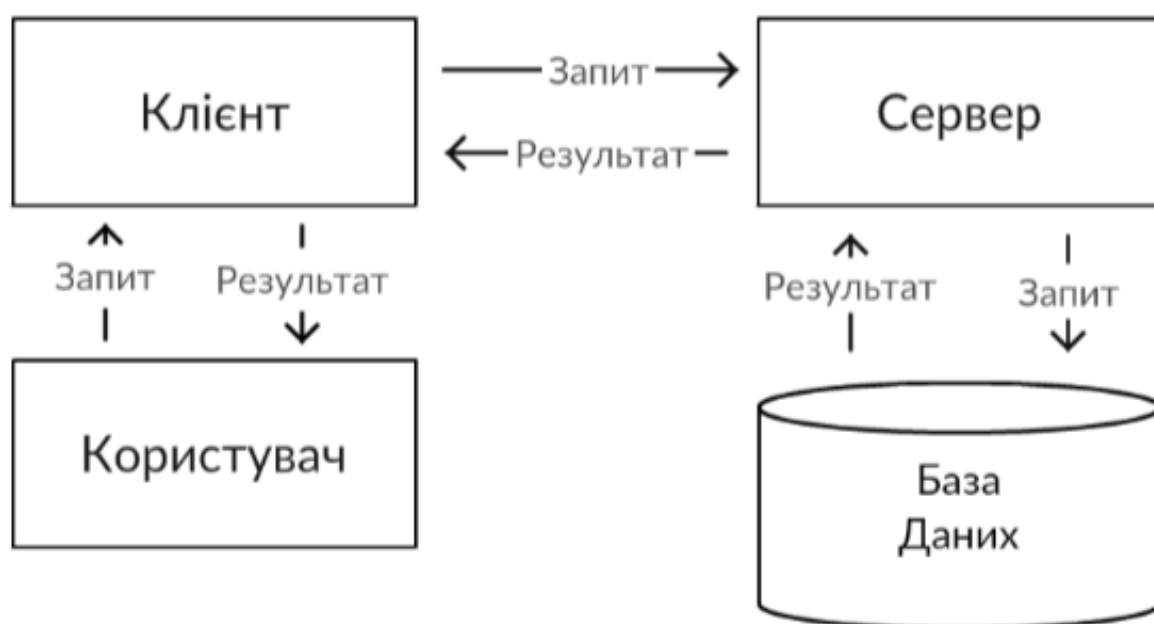 Клієнт
Запит
Сервер
Результат
Запит
Результат
Результат
Запит
Користувач
База
Даних